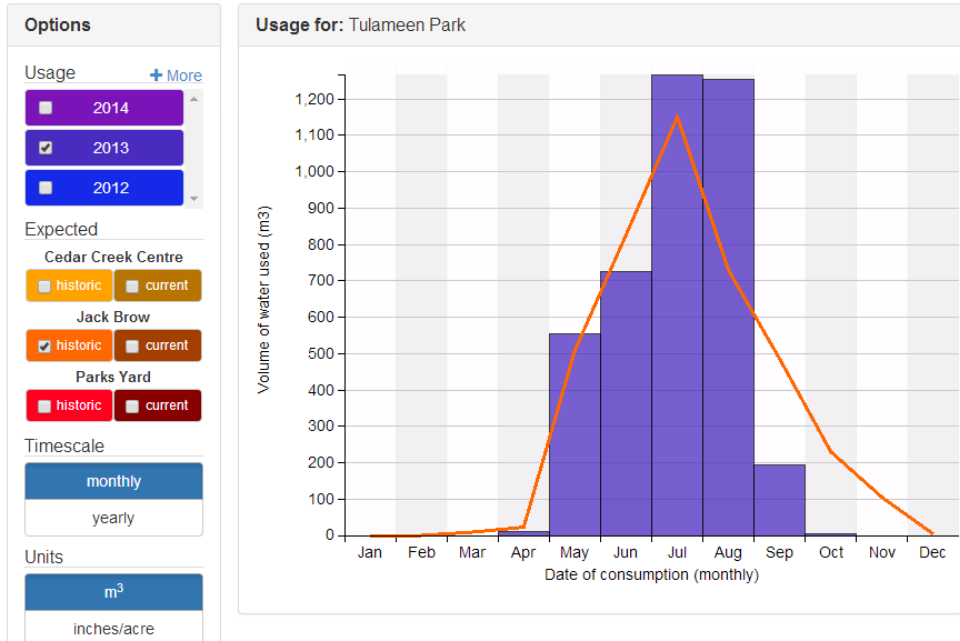 Options
Usage
+ More
2014
2013
2012
Expected
Cedar Creek Centre
historic current
Jack Brow
historic current
Parks Yard
historic current
Timescale
monthly
yearly
Units
m³
inches/acre
Usage for: Tulameen Park
Volume of water used (m3)
1,200
1,100
1,000
900
800
700
600
500
400
300
200
100
0
Jan Feb Mar Apr May Jun Jul Aug Sep Oct Nov Dec
Date of consumption (monthly)